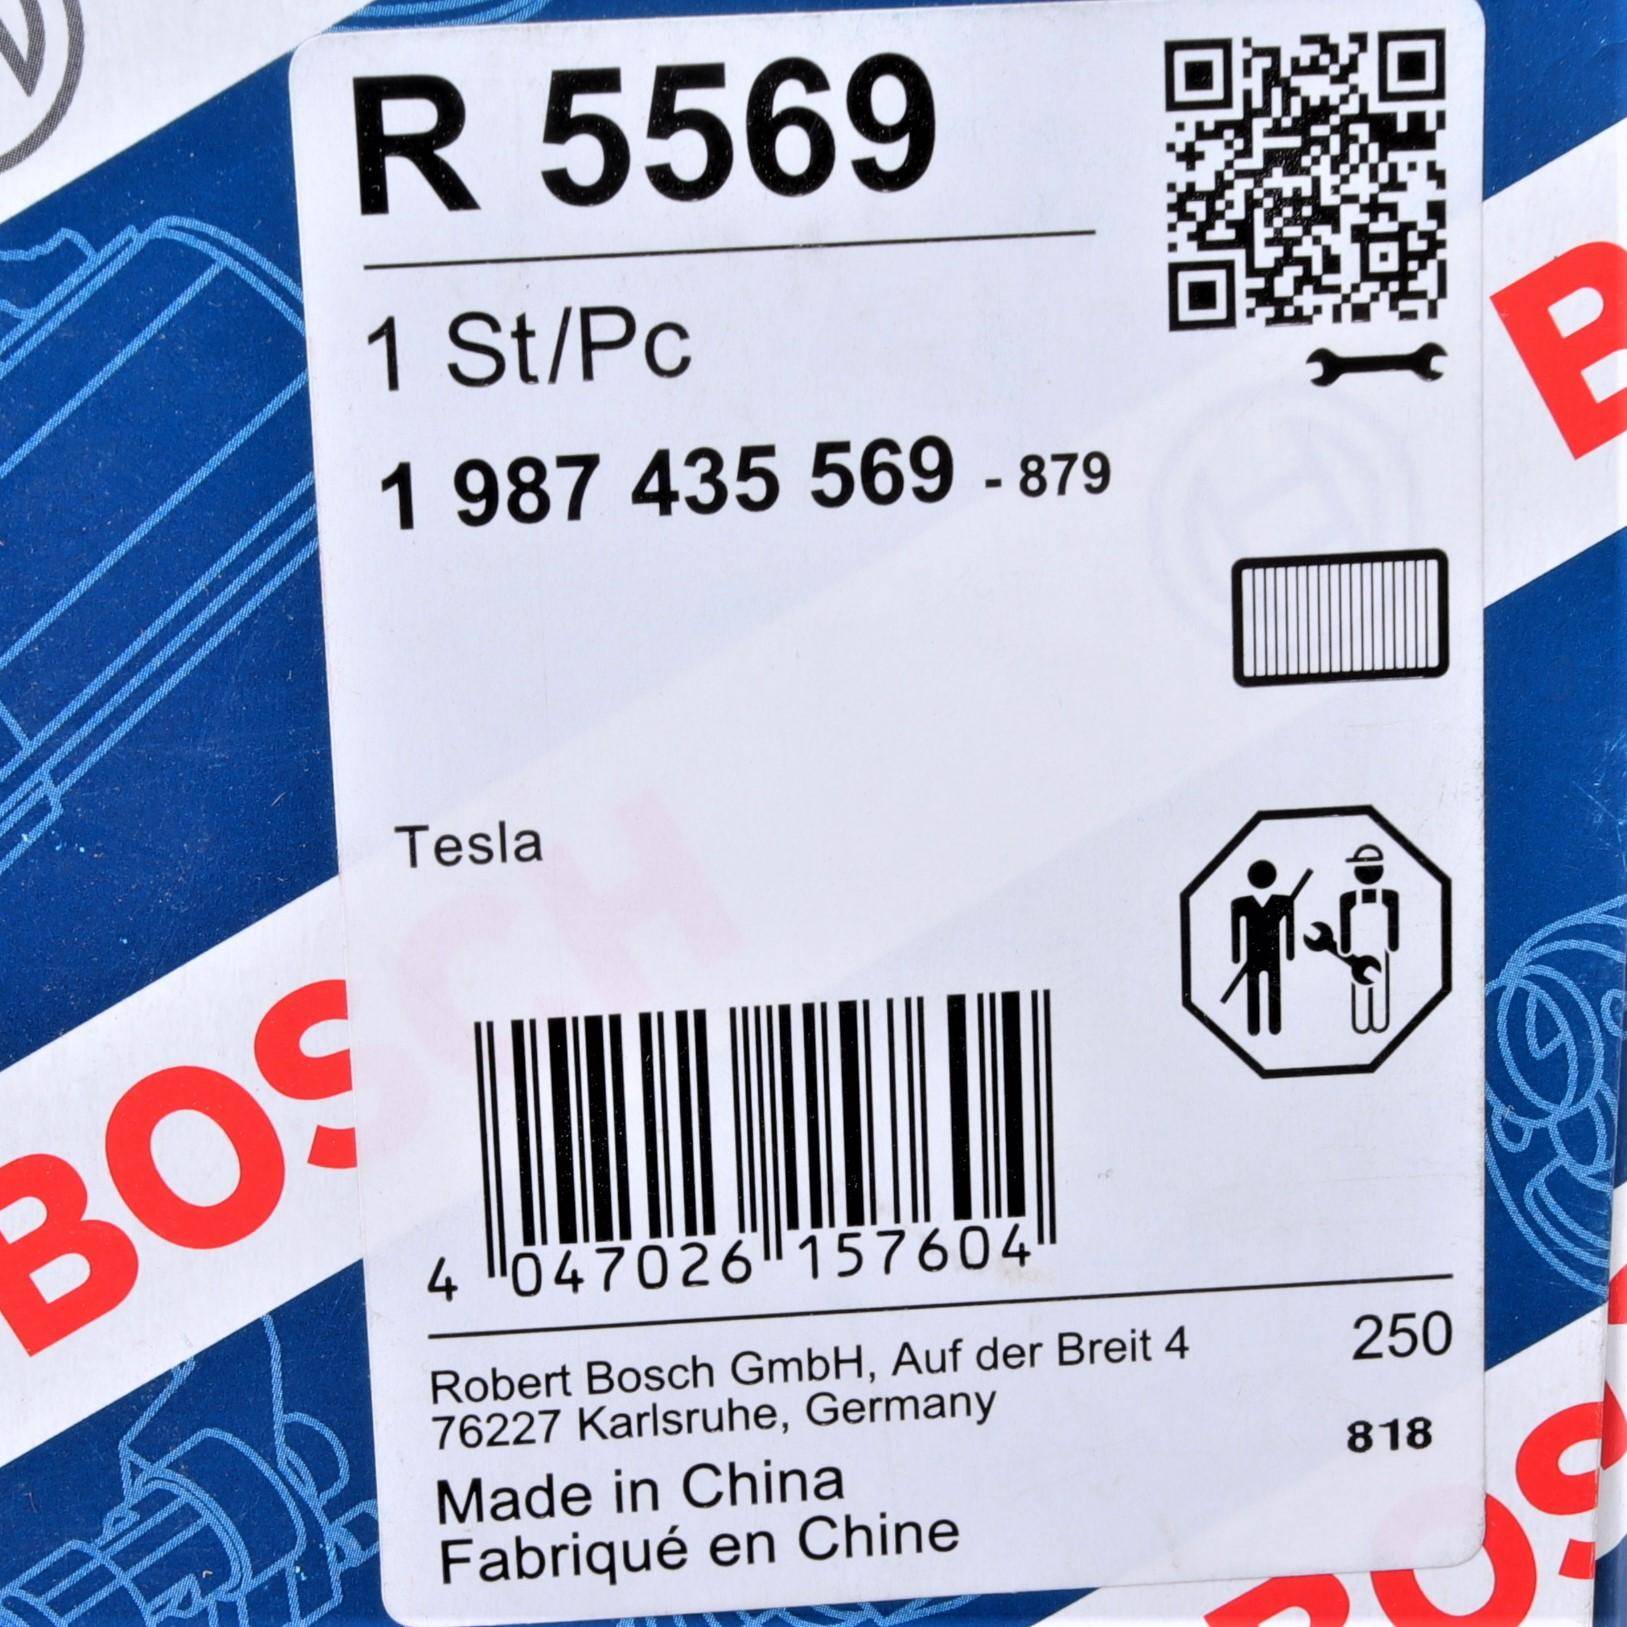 R 5569
1 St/Pc
1 987 435 569 - 879
Tesla
BOSCH
B
4 047026 157604
Robert Bosch GmbH, Auf der Breit 4
76227 Karlsruhe, Germany
250
818
Made in China
Fabriqué en Chine
BOS